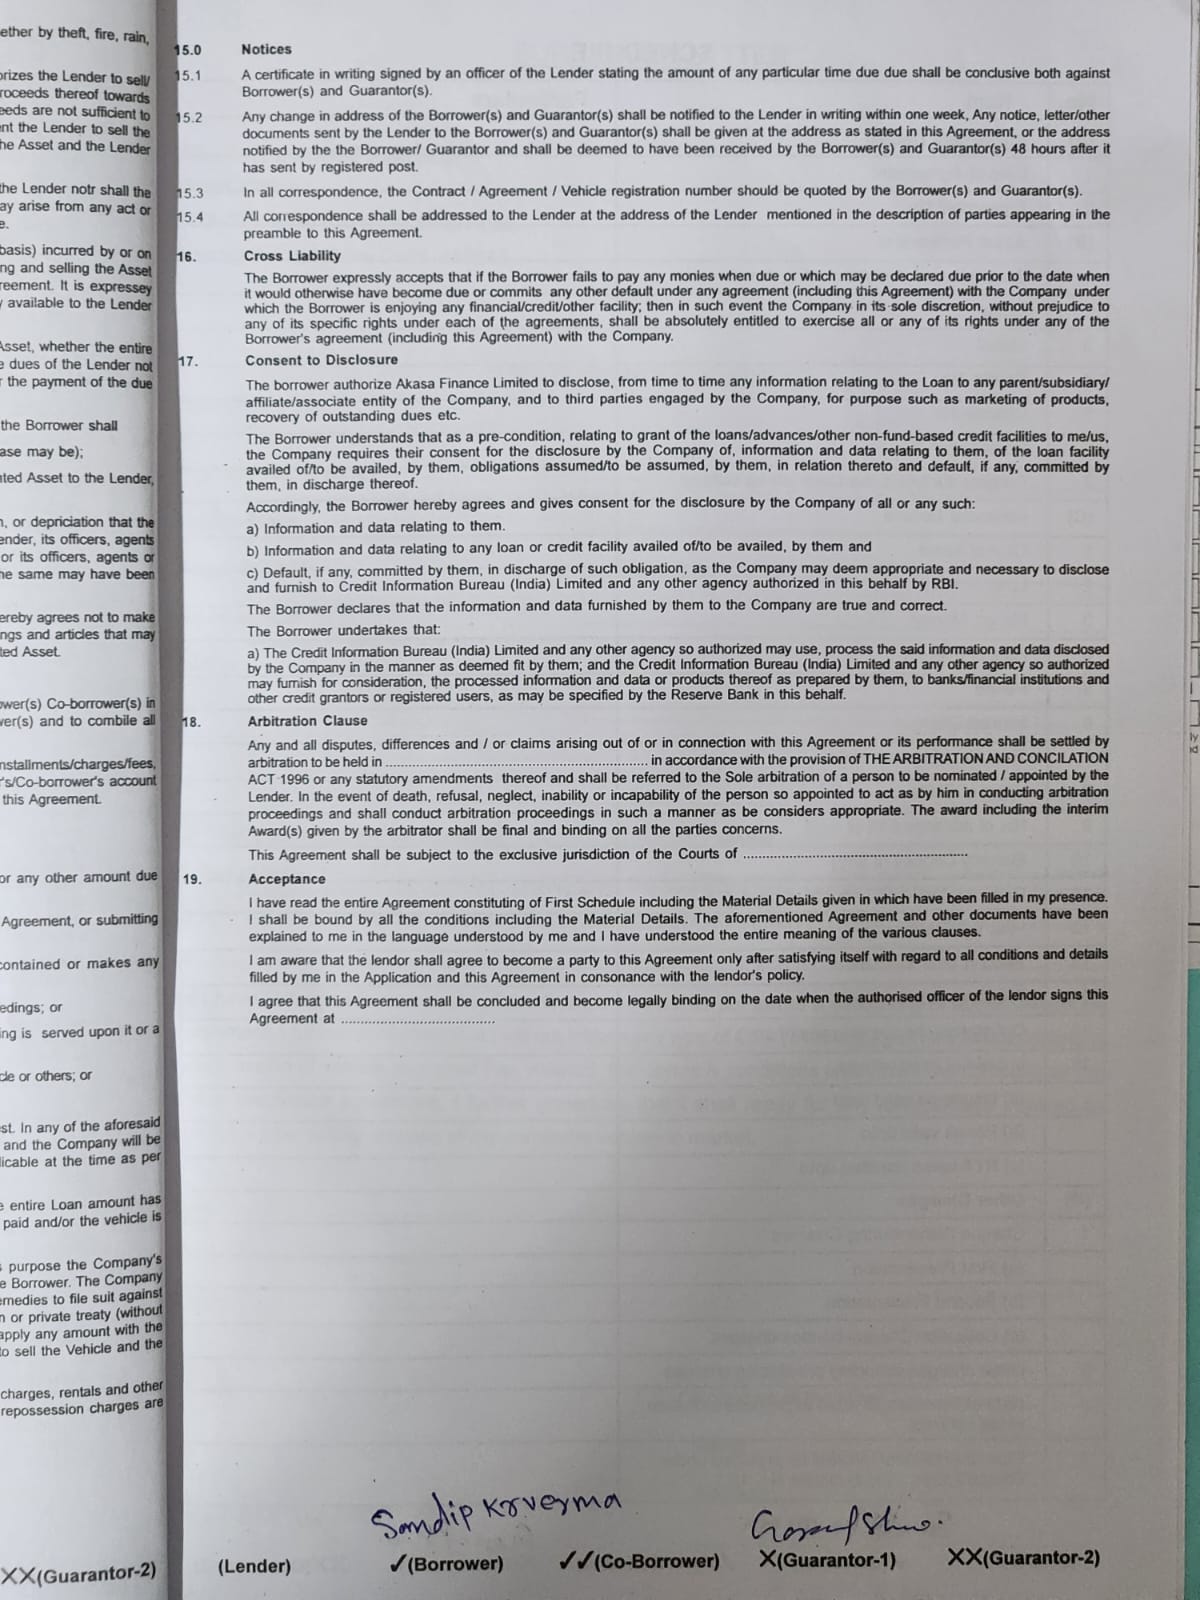 ether by theft, fire, rain,
orizes the Lender to sell/
roceeds thereof towards
eeds are not sufficient to
ent the Lender to sell the
he Asset and the Lender
the Lender notr shall the
ay arise from any act or
e.
basis) incurred by or on
ng and selling the Asset
reement. It is expressey
y available to the Lender
Asset, whether the entire
e dues of the Lender not
r the payment of the due
the Borrower shall
ase may be);
ated Asset to the Lender,
n, or depriciation that the
ender, its officers, agents
or its officers, agents or
he same may have been
ereby agrees not to make
ngs and articles that may
ted Asset.
ower(s) Co-borrower(s) in
ver(s) and to combile all
nstallments/charges/fees,
r's/Co-borrower's account
this Agreement.
or any other amount due
Agreement, or submitting
contained or makes any
edings; or
ing is served upon it or a
cle or others; or
est. In any of the aforesaid
and the Company will be
licable at the time as per
e entire Loan amount has
paid and/or the vehicle is
s purpose the Company's
e Borrower. The Company
emedies to file suit against
n or private treaty (without
apply any amount with the
to sell the Vehicle and the
charges, rentals and other
repossession charges are
XX(Guarantor-2)
15.0 Notices
15.1 A certificate in writing signed by an officer of the Lender stating the amount of any particular time due due shall be conclusive both against
Borrower(s) and Guarantor(s).
15.2 Any change in address of the Borrower(s) and Guarantor(s) shall be notified to the Lender in writing within one week, Any notice, letter/other
documents sent by the Lender to the Borrower(s) and Guarantor(s) shall be given at the address as stated in this Agreement, or the address
notified by the the Borrower/ Guarantor and shall be deemed to have been received by the Borrower(s) and Guarantor(s) 48 hours after it
has sent by registered post.
15.3 In all correspondence, the Contract / Agreement / Vehicle registration number should be quoted by the Borrower(s) and Guarantor(s).
15.4 All correspondence shall be addressed to the Lender at the address of the Lender mentioned in the description of parties appearing in the
preamble to this Agreement.
16. Cross Liability
The Borrower expressly accepts that if the Borrower fails to pay any monies when due or which may be declared due prior to the date when
it would otherwise have become due or commits any other default under any agreement (including this Agreement) with the Company under
which the Borrower is enjoying any financial/credit/other facility; then in such event the Company in its sole discretion, without prejudice to
any of its specific rights under each of the agreements, shall be absolutely entitled to exercise all or any of its rights under any of the
Borrower's agreement (including this Agreement) with the Company.
17. Consent to Disclosure
The borrower authorize Akasa Finance Limited to disclose, from time to time any information relating to the Loan to any parent/subsidiary/
affiliate/associate entity of the Company, and to third parties engaged by the Company, for purpose such as marketing of products,
recovery of outstanding dues etc.
The Borrower understands that as a pre-condition, relating to grant of the loans/advances/other non-fund-based credit facilities to me/us,
the Company requires their consent for the disclosure by the Company of, information and data relating to them, of the loan facility
availed of/to be availed, by them, obligations assumed/to be assumed, by them, in relation thereto and default, if any, committed by
them, in discharge thereof.
Accordingly, the Borrower hereby agrees and gives consent for the disclosure by the Company of all or any such:
a) Information and data relating to them.
b) Information and data relating to any loan or credit facility availed of/to be availed, by them and
c) Default, if any, committed by them, in discharge of such obligation, as the Company may deem appropriate and necessary to disclose
and furnish to Credit Information Bureau (India) Limited and any other agency authorized in this behalf by RBI.
The Borrower declares that the information and data furnished by them to the Company are true and correct.
The Borrower undertakes that:
a) The Credit Information Bureau (India) Limited and any other agency so authorized may use, process the said information and data disclosed
by the Company in the manner as deemed fit by them; and the Credit Information Bureau (India) Limited and any other agency so authorized
may furnish for consideration, the processed information and data or products thereof as prepared by them, to banks/financial institutions and
other credit grantors or registered users, as may be specified by the Reserve Bank in this behalf.
18. Arbitration Clause
Any and all disputes, differences and / or claims arising out of or in connection with this Agreement or its performance shall be settled by
arbitration to be held in ................................................................ in accordance with the provision of THE ARBITRATION AND CONCILATION
ACT 1996 or any statutory amendments thereof and shall be referred to the Sole arbitration of a person to be nominated / appointed by the
Lender. In the event of death, refusal, neglect, inability or incapability of the person so appointed to act as by him in conducting arbitration
proceedings and shall conduct arbitration proceedings in such a manner as be considers appropriate. The award including the interim
Award(s) given by the arbitrator shall be final and binding on all the parties concerns.
This Agreement shall be subject to the exclusive jurisdiction of the Courts of .......................................................
19. Acceptance
I have read the entire Agreement constituting of First Schedule including the Material Details given in which have been filled in my presence.
I shall be bound by all the conditions including the Material Details. The aforementioned Agreement and other documents have been
explained to me in the language understood by me and I have understood the entire meaning of the various clauses.
I am aware that the lendor shall agree to become a party to this Agreement only after satisfying itself with regard to all conditions and details
filled by me in the Application and this Agreement in consonance with the lendor's policy.
I agree that this Agreement shall be concluded and become legally binding on the date when the authorised officer of the lendor signs this
Agreement at ......................................
Sandip Kr verma
(Lender) ✓(Borrower) ✓✓(Co-Borrower) X(Guarantor-1) XX(Guarantor-2)